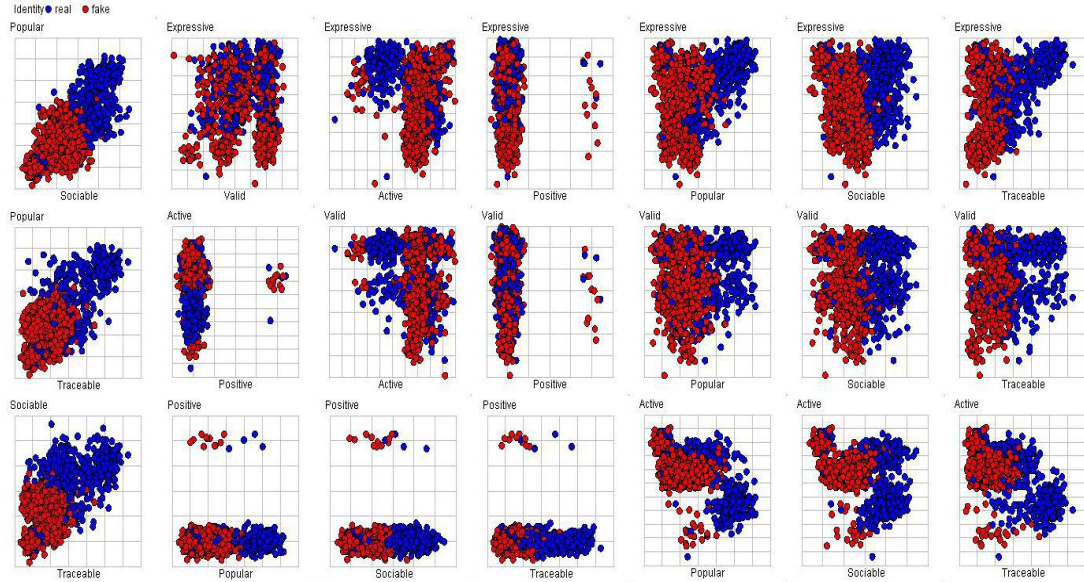 Identity real fake
Popular Expressive Expressive Expressive Expressive Expressive Expressive
Sociable Valid Active Positive Popular Sociable Traceable
Popular Active Valid Valid Valid Valid Valid
Traceable Positive Active Positive Popular Sociable Traceable
Sociable Positive Positive Positive Active Active Active
Traceable Popular Sociable Traceable Popular Sociable Traceable